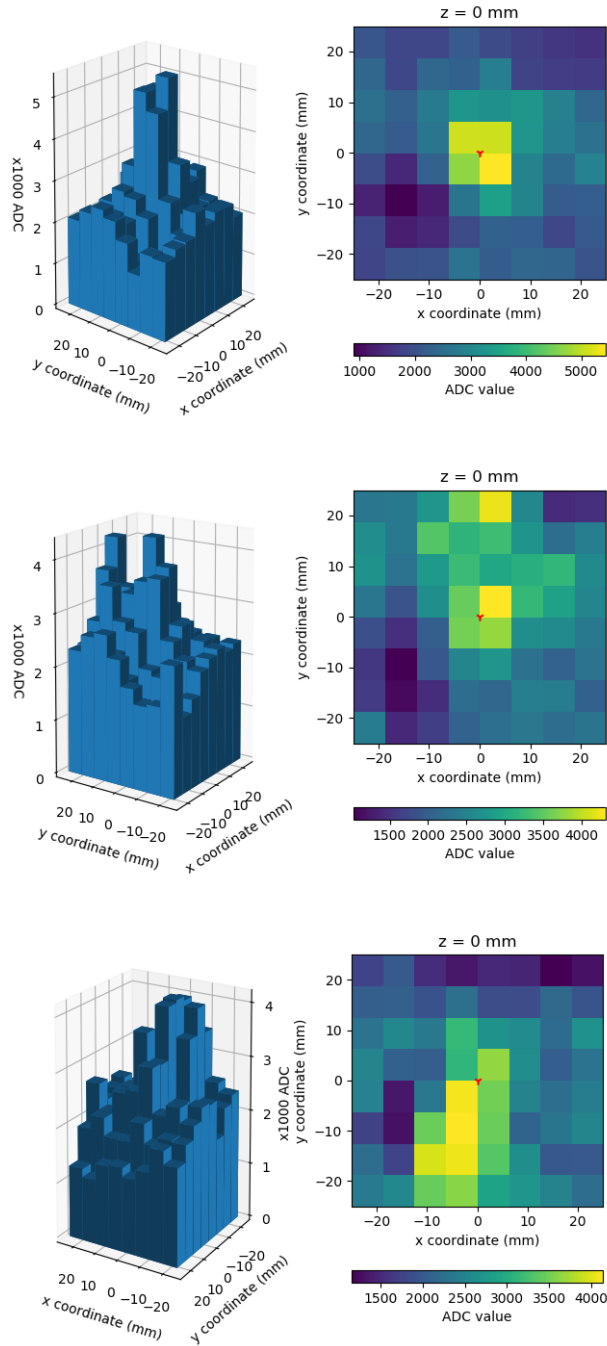 z = 0 mm
5
4
3
2
1
0
x1000 ADC
20 10 0 −10 −20
y coordinate (mm)
−20 −10 0 10 20
x coordinate (mm)
20
10
0
−10
−20
y coordinate (mm)
−20 −10 0 10 20
x coordinate (mm)
1000 2000 3000 4000 5000
ADC value
z = 0 mm
4
3
2
1
0
x1000 ADC
20 10 0 −10 −20
y coordinate (mm)
−20 −10 0 10 20
x coordinate (mm)
20
10
0
−10
−20
y coordinate (mm)
−20 −10 0 10 20
x coordinate (mm)
1500 2000 2500 3000 3500 4000
ADC value
z = 0 mm
4
3
2
1
0
x1000 ADC
20 10 0 −10 −20
x coordinate (mm)
20 10 0 −10 −20
y coordinate (mm)
20
10
0
−10
−20
y coordinate (mm)
−20 −10 0 10 20
x coordinate (mm)
1500 2000 2500 3000 3500 4000
ADC value